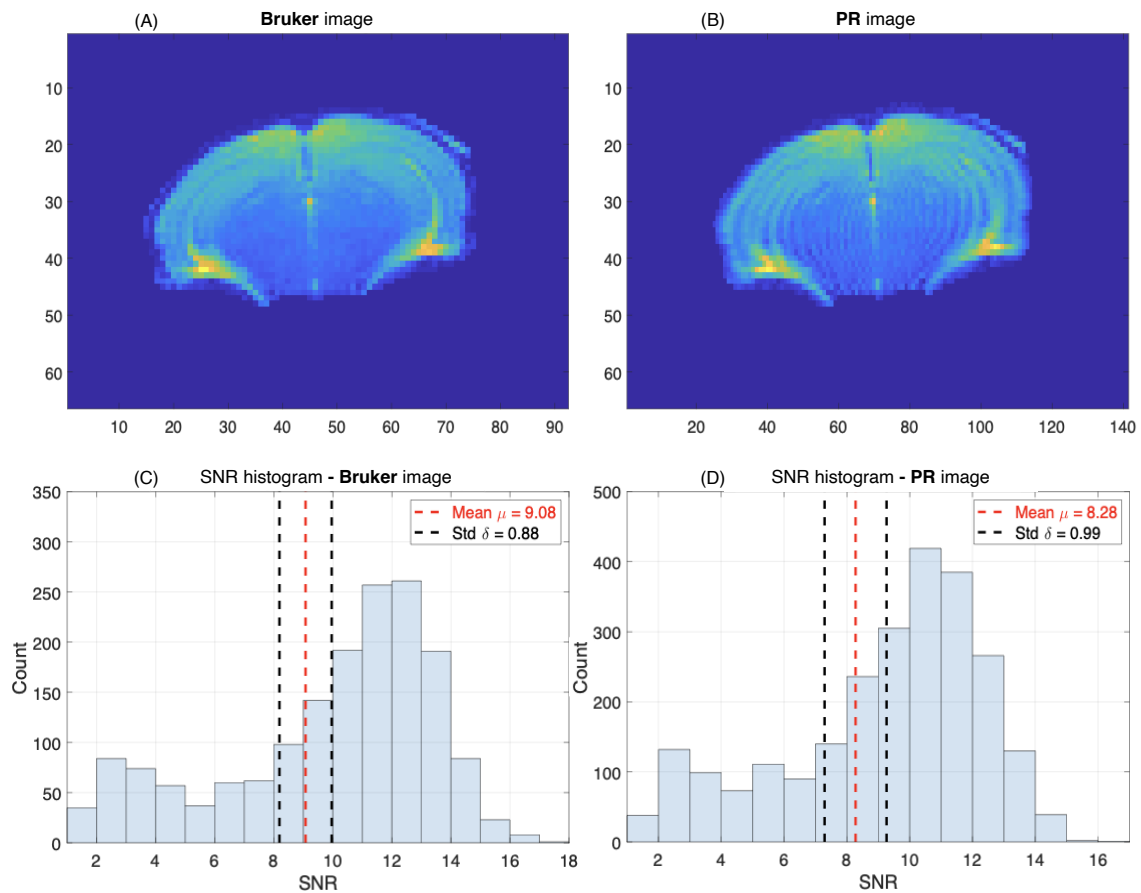 (A) Bruker image
(B) PR image
10
20
30
40
50
60
10 20 30 40 50 60 70 80 90
10
20
30
40
50
60
20 40 60 80 100 120 140
(C) SNR histogram - Bruker image
350
300
250
200
150
100
50
0
Count
Mean μ = 9.08
Std δ = 0.88
2 4 6 8 10 12 14 16 18
SNR
(D) SNR histogram - PR image
500
400
300
200
100
0
Count
Mean μ = 8.28
Std δ = 0.99
2 4 6 8 10 12 14 16
SNR